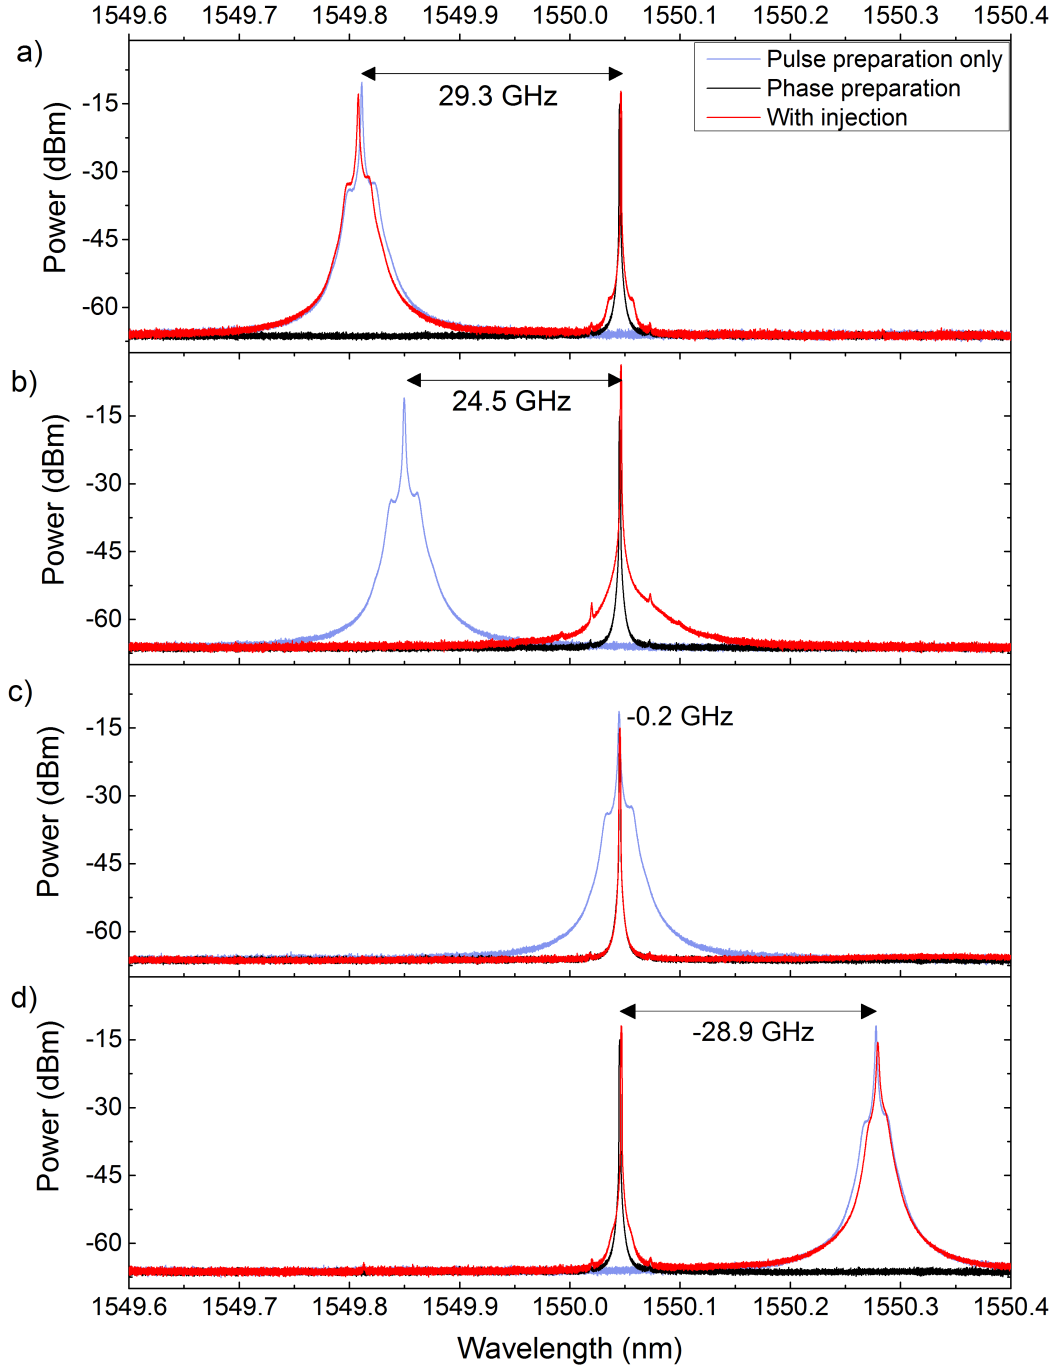 1549.6 1549.7 1549.8 1549.9 1550.0 1550.1 1550.2 1550.3 1550.4
a)
Pulse preparation only
Phase preparation
With injection
29.3 GHz
Power (dBm)
-15
-30
-45
-60
b)
24.5 GHz
Power (dBm)
-15
-30
-45
-60
c)
-0.2 GHz
Power (dBm)
-15
-30
-45
-60
d)
-28.9 GHz
Power (dBm)
-15
-30
-45
-60
1549.6 1549.7 1549.8 1549.9 1550.0 1550.1 1550.2 1550.3 1550.4
Wavelength (nm)